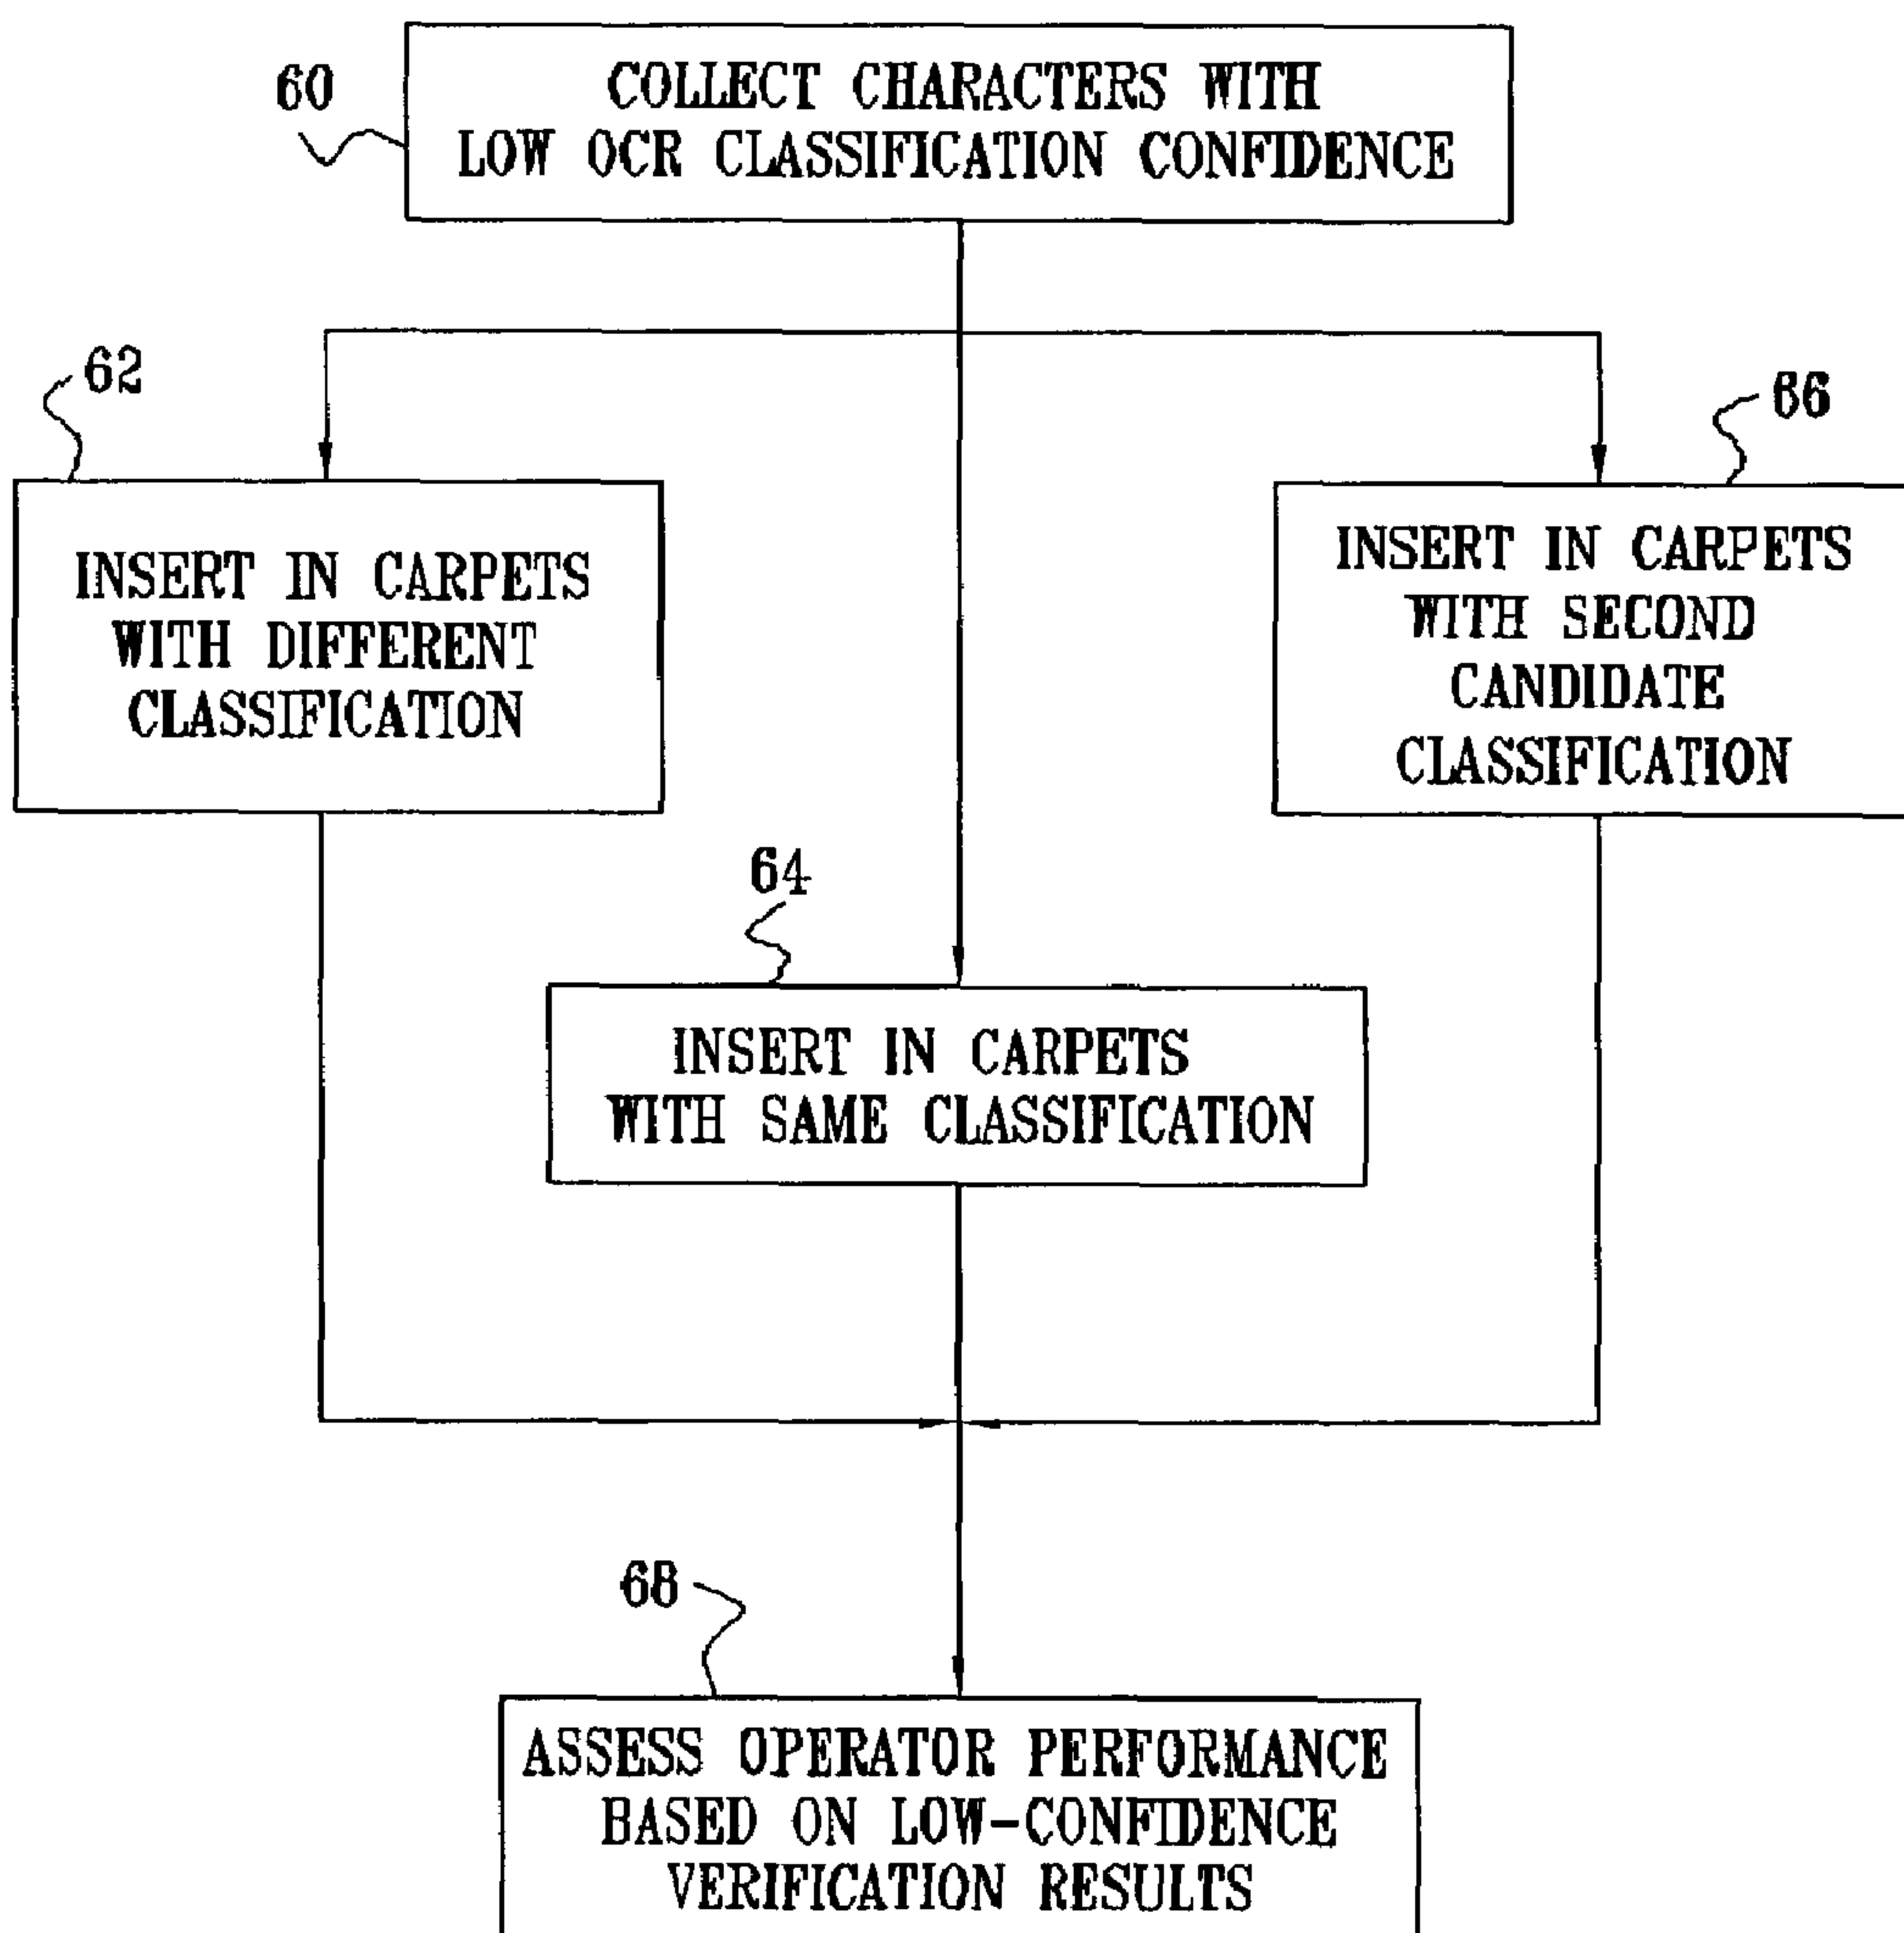 60
COLLECT CHARACTERS WITH
LOW OCR CLASSIFICATION CONFIDENCE
62
INSERT IN CARPETS
WITH DIFFERENT
CLASSIFICATION
66
INSERT IN CARPETS
WITH SECOND
CANDIDATE
CLASSIFICATION
64
INSERT IN CARPETS
WITH SAME CLASSIFICATION
68
ASSESS OPERATOR PERFORMANCE
BASED ON LOW-CONFIDENCE
VERIFICATION RESULTS